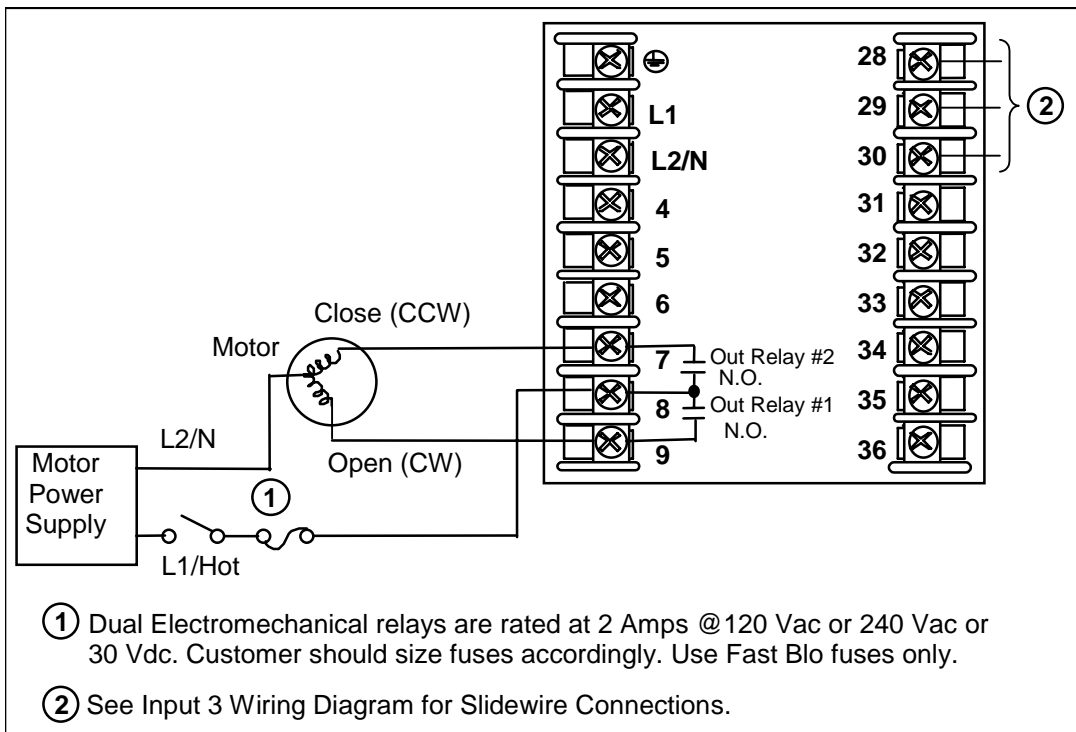 L1
L2/N
4
5
6
7
8
9
28
29
30
31
32
33
34
35
36
2
Close (CCW)
Motor
Out Relay #2
N.O.
Out Relay #1
N.O.
L2/N
Open (CW)
Motor
Power
Supply
1
L1/Hot
1 Dual Electromechanical relays are rated at 2 Amps @120 Vac or 240 Vac or
30 Vdc. Customer should size fuses accordingly. Use Fast Blo fuses only.
2 See Input 3 Wiring Diagram for Slidewire Connections.